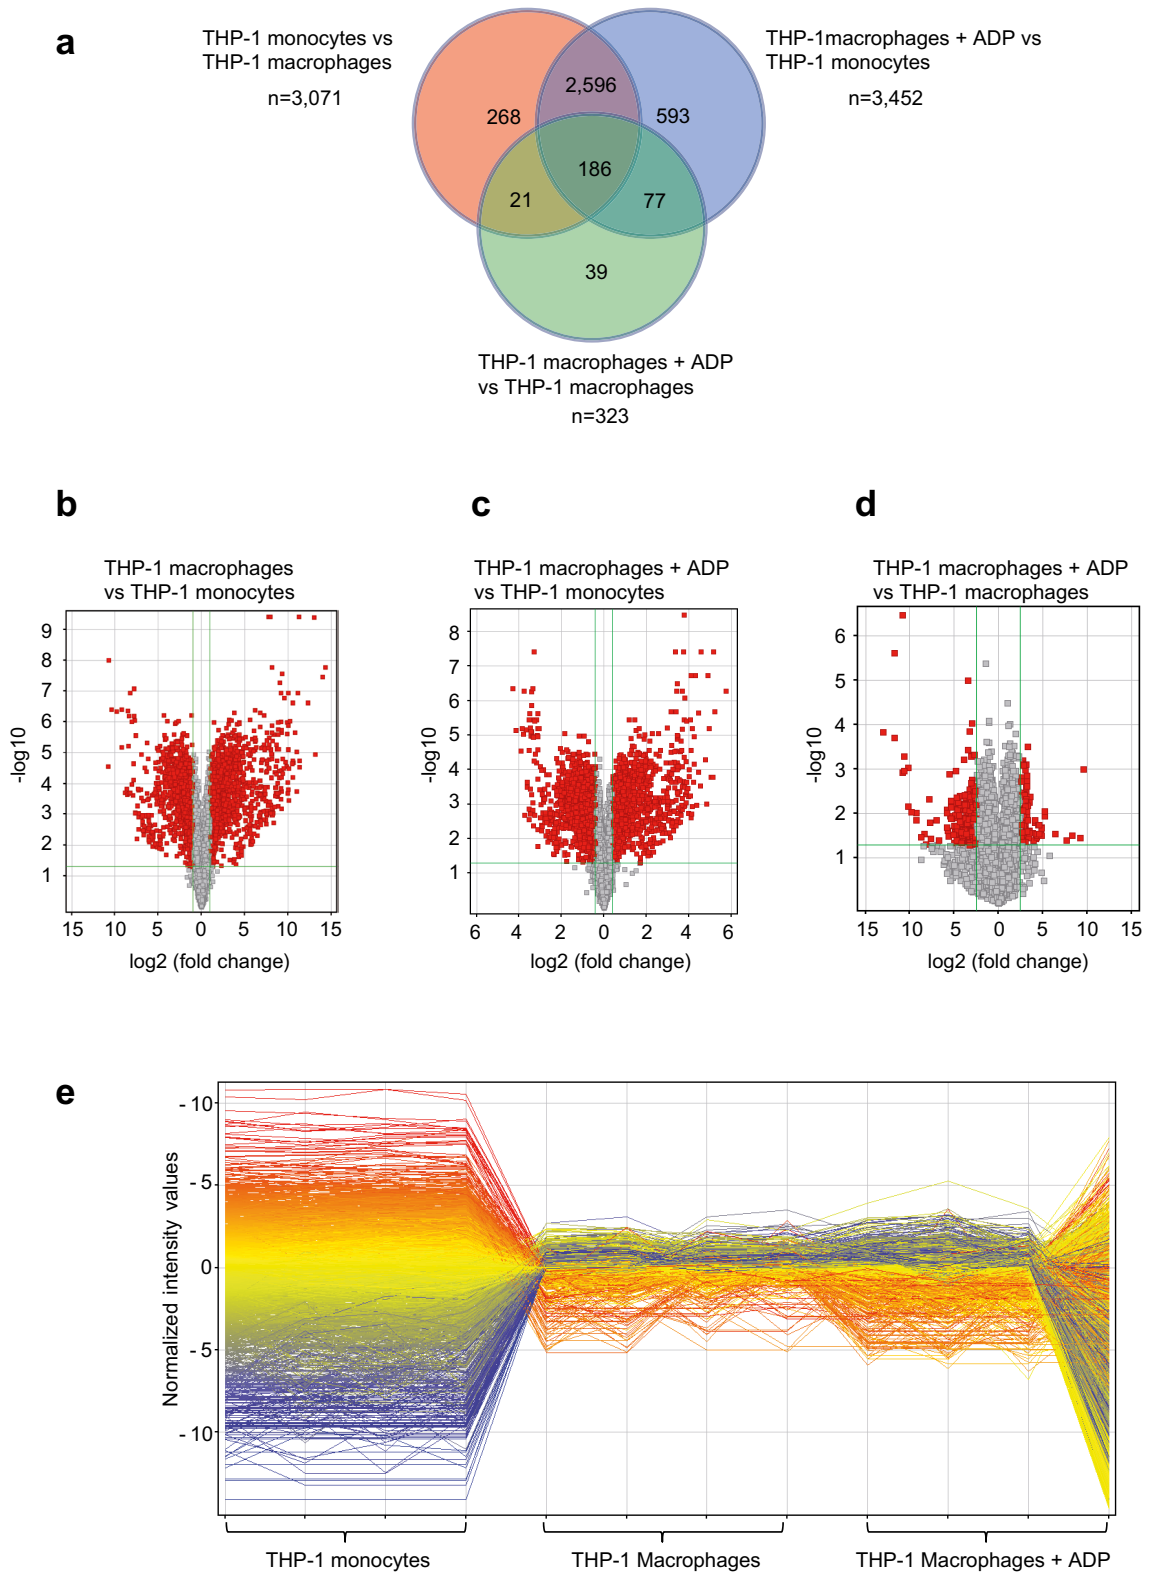 a
THP-1 monocytes vs
THP-1 macrophages
n=3,071
THP-1macrophages + ADP vs
THP-1 monocytes
n=3,452
2,596
268
593
186
21
77
39
THP-1 macrophages + ADP
vs THP-1 macrophages
n=323
b
THP-1 macrophages
vs THP-1 monocytes
9
8
7
6
5
4
3
2
1
-log10
15 10 5 0 5 10 15
log2 (fold change)
c
THP-1 macrophages + ADP
vs THP-1 monocytes
8
7
6
5
4
3
2
1
-log10
6 4 2 0 2 4 6
log2 (fold change)
d
THP-1 macrophages + ADP
vs THP-1 macrophages
6
5
4
3
2
1
-log10
15 10 5 0 5 10 15
log2 (fold change)
e
Normalized intensity values
- 10
- 5
0
- 5
- 10
THP-1 monocytes
THP-1 Macrophages
THP-1 Macrophages + ADP